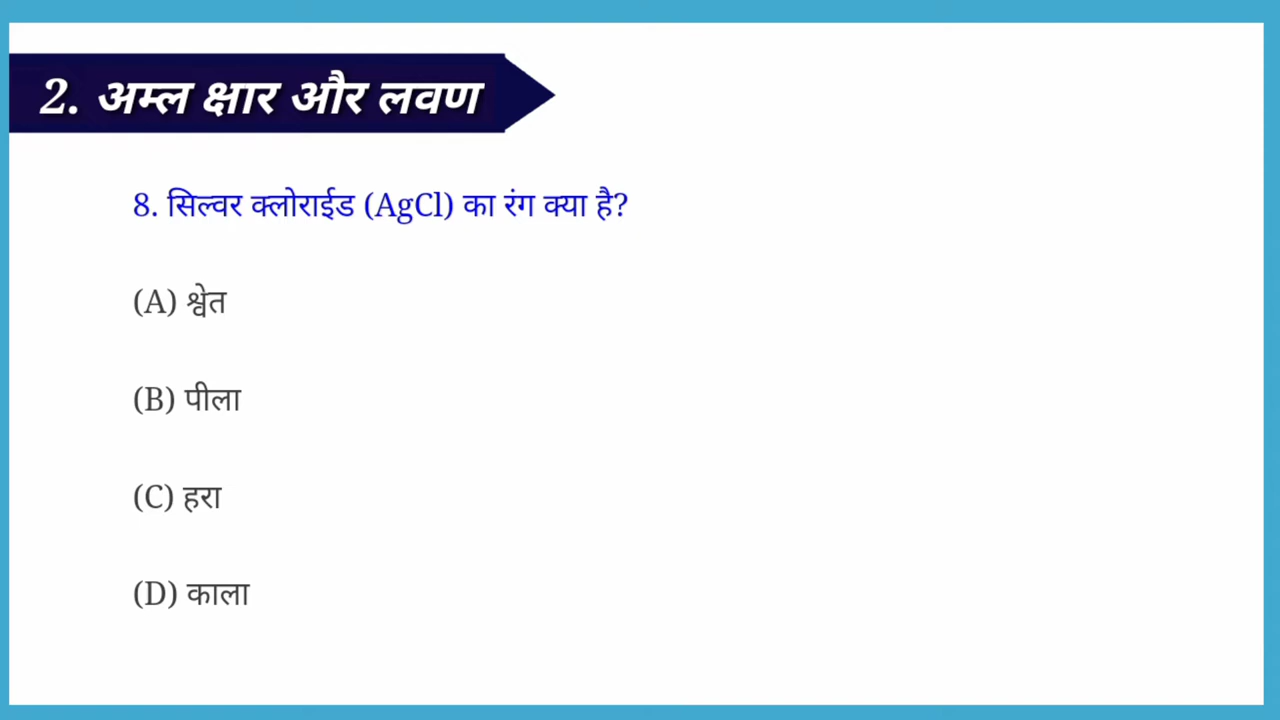 2. अम्ल क्षार और लवण
8. सिल्वर क्लोराईड (AgCl) का रंग क्या है?
(A) श्वेत
(B) पीला
(C) हरा
(D) काला